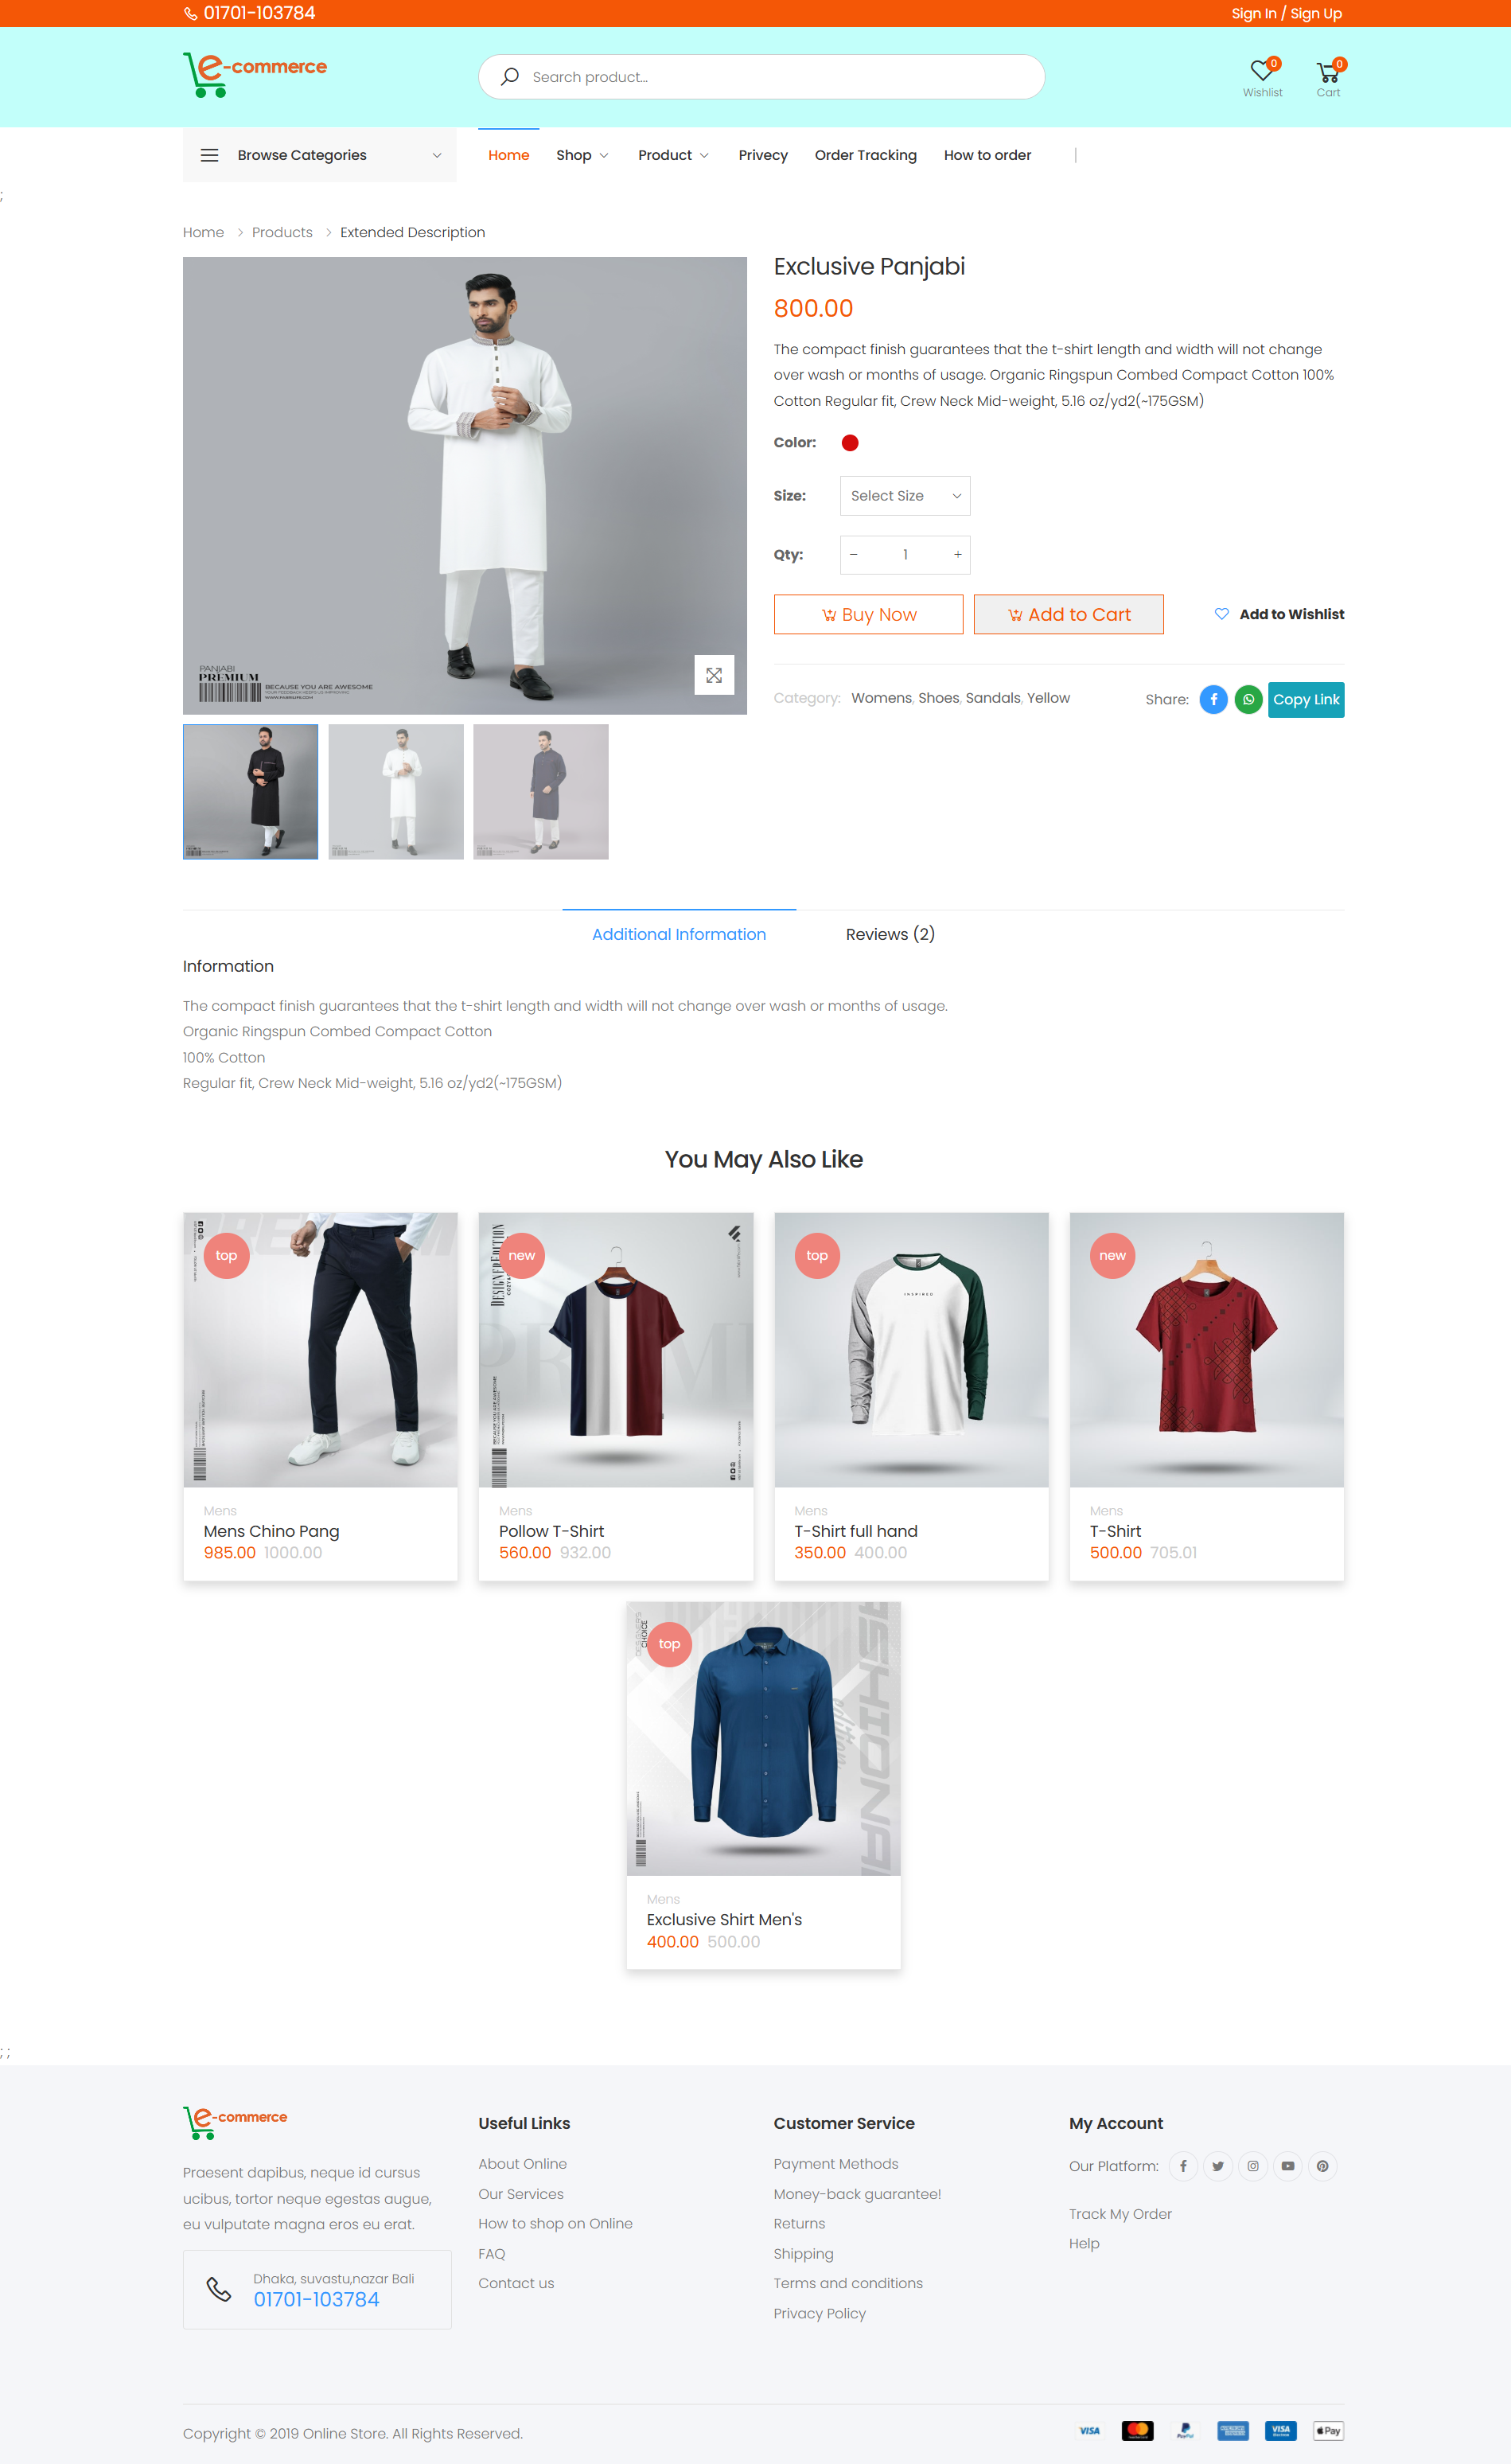 01701-103784
Sign In / Sign Up
e-commerce
Search product...
0
Wishlist
0
Cart
Browse Categories
Home
Shop
Product
Privecy
Order Tracking
How to order
;
Home
Products
Extended Description
Exclusive Panjabi
800.00
The compact finish guarantees that the t-shirt length and width will not change
over wash or months of usage. Organic Ringspun Combed Compact Cotton 100%
Cotton Regular fit, Crew Neck Mid-weight, 5.16 oz/yd2(~175GSM)
Color:
Size:
Select Size
Qty:
- 1 +
Buy Now
Add to Cart
Add to Wishlist
Category: Womens, Shoes, Sandals, Yellow
Share:
Copy Link
PANJABI
PREMIUM
BECAUSE YOU ARE AWESOME
Additional Information
Reviews (2)
Information
The compact finish guarantees that the t-shirt length and width will not change over wash or months of usage.
Organic Ringspun Combed Compact Cotton
100% Cotton
Regular fit, Crew Neck Mid-weight, 5.16 oz/yd2(~175GSM)
You May Also Like
top
Mens
Mens Chino Pang
985.00 1000.00
new
DESIGNER EDITION
Mens
Pollow T-Shirt
560.00 932.00
top
INSPIRED
Mens
T-Shirt full hand
350.00 400.00
new
Mens
T-Shirt
500.00 705.01
top
CHOICE
Mens
Exclusive Shirt Men's
400.00 500.00
; ;
e-commerce
Praesent dapibus, neque id cursus
ucibus, tortor neque egestas augue,
eu vulputate magna eros eu erat.
Dhaka, suvastu,nazar Bali
01701-103784
Useful Links
About Online
Our Services
How to shop on Online
FAQ
Contact us
Customer Service
Payment Methods
Money-back guarantee!
Returns
Shipping
Terms and conditions
Privacy Policy
My Account
Our Platform:
Track My Order
Help
Copyright © 2019 Online Store. All Rights Reserved.
VISA
PayPal
VISA
Pay